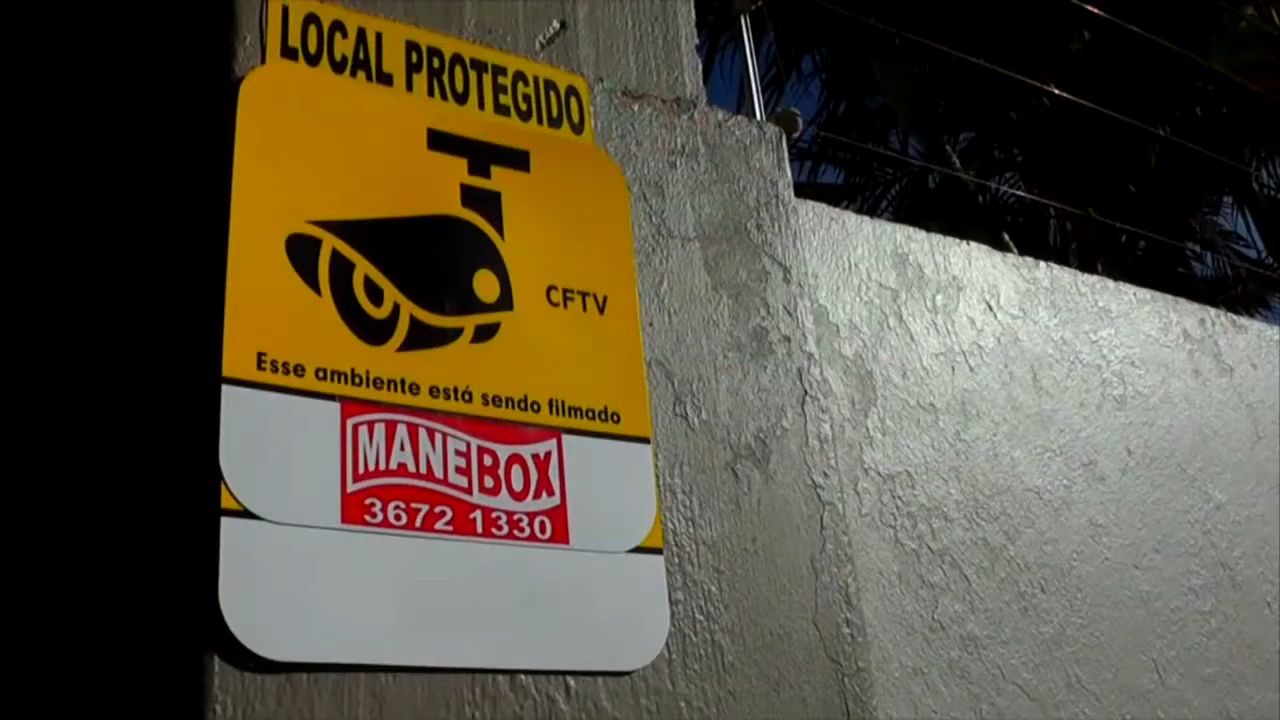 LOCAL PROTEGIDO
CFTV
Esse ambiente está sendo filmado
MANEBOX
3672 1330